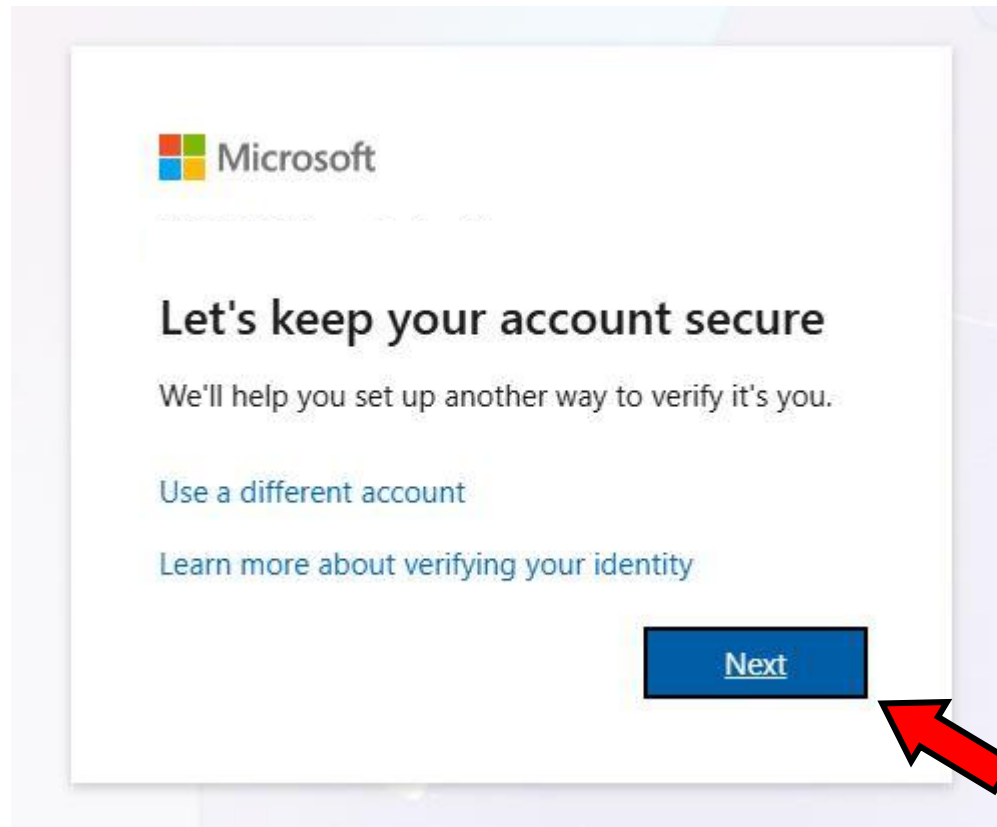 Microsoft
Let's keep your account secure
We'll help you set up another way to verify it's you.
Use a different account
Learn more about verifying your identity
Next